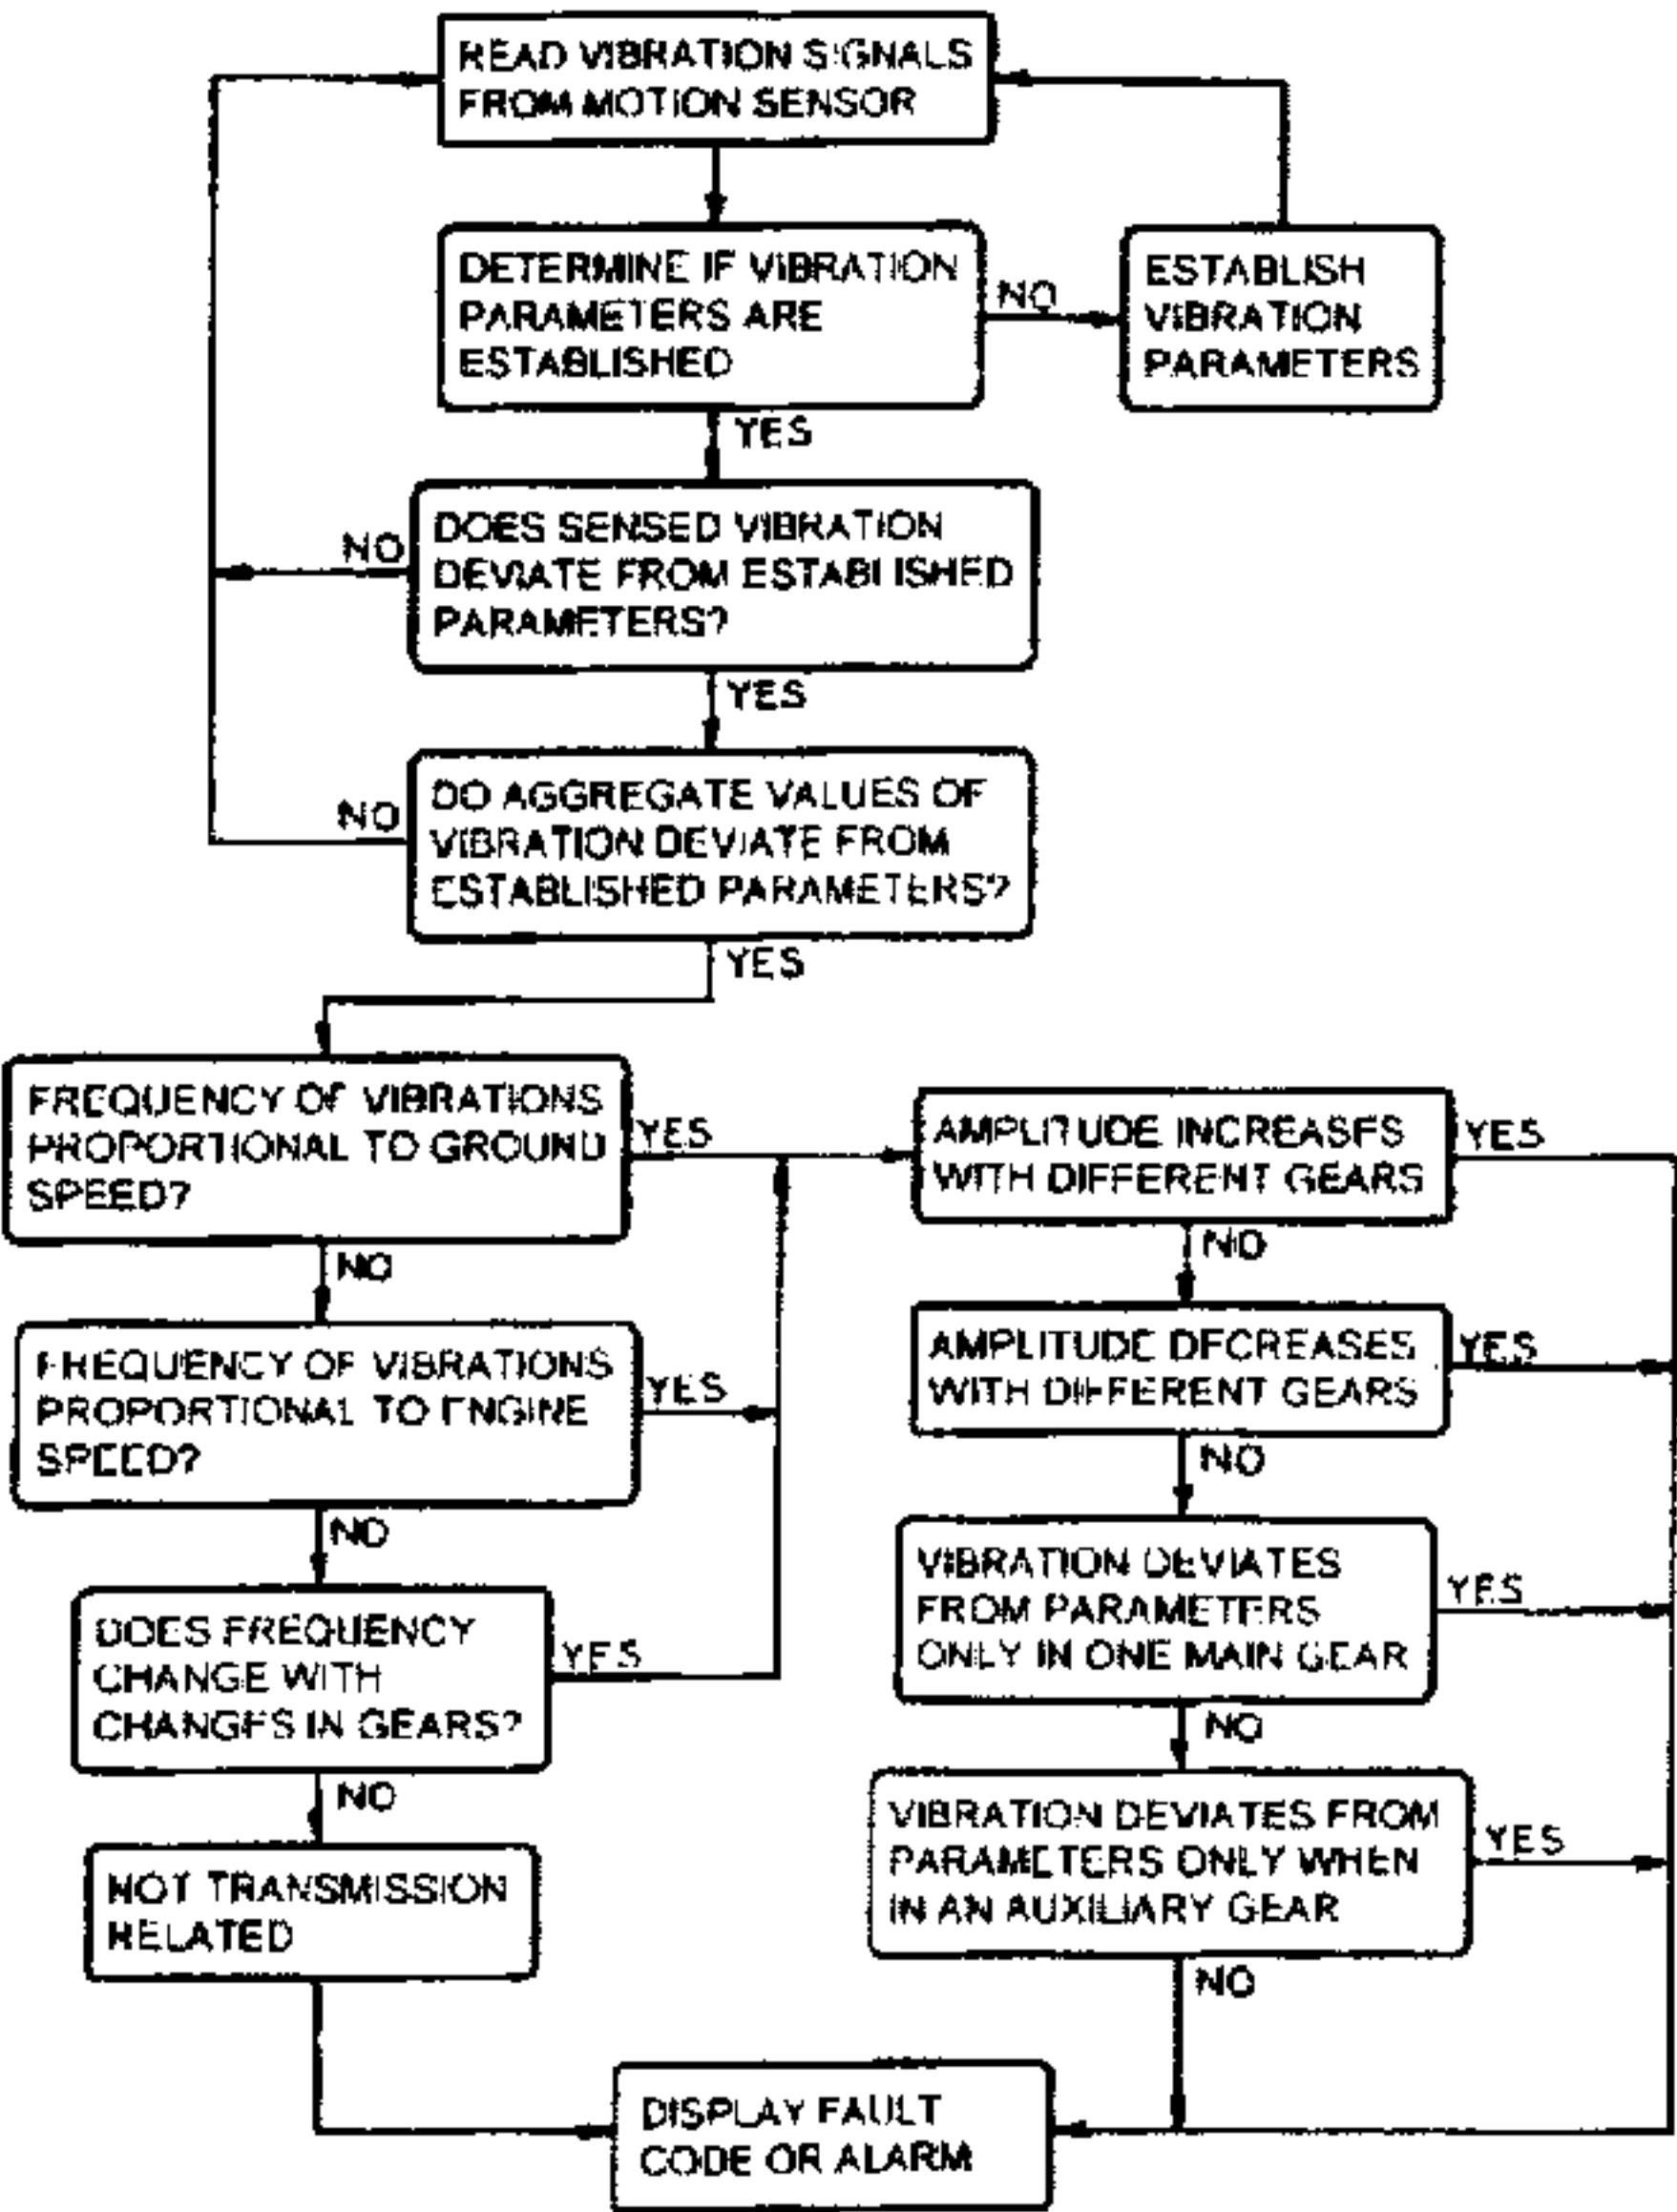 READ VIBRATION SIGNALS
FROM MOTION SENSOR
DETERMINE IF VIBRATION
PARAMETERS ARE
ESTABLISHED
NO
ESTABLISH
VIBRATION
PARAMETERS
YES
DOES SENSED VIBRATION
DEVIATE FROM ESTABLISHED
PARAMETERS?
NO
YES
DO AGGREGATE VALUES OF
VIBRATION DEVIATE FROM
ESTABLISHED PARAMETERS?
NO
YES
FREQUENCY OF VIBRATIONS
PROPORTIONAL TO GROUND
SPEED?
YES
NO
FREQUENCY OF VIBRATIONS
PROPORTIONAL TO ENGINE
SPEED?
YES
NO
DOES FREQUENCY
CHANGE WITH
CHANGES IN GEARS?
YES
NO
NOT TRANSMISSION
RELATED
AMPLITUDE INCREASES
WITH DIFFERENT GEARS
YES
NO
AMPLITUDE DECREASES
WITH DIFFERENT GEARS
YES
NO
VIBRATION DEVIATES
FROM PARAMETERS
ONLY IN ONE MAIN GEAR
YES
NO
VIBRATION DEVIATES FROM
PARAMETERS ONLY WHEN
IN AN AUXILIARY GEAR
YES
NO
DISPLAY FAULT
CODE OR ALARM